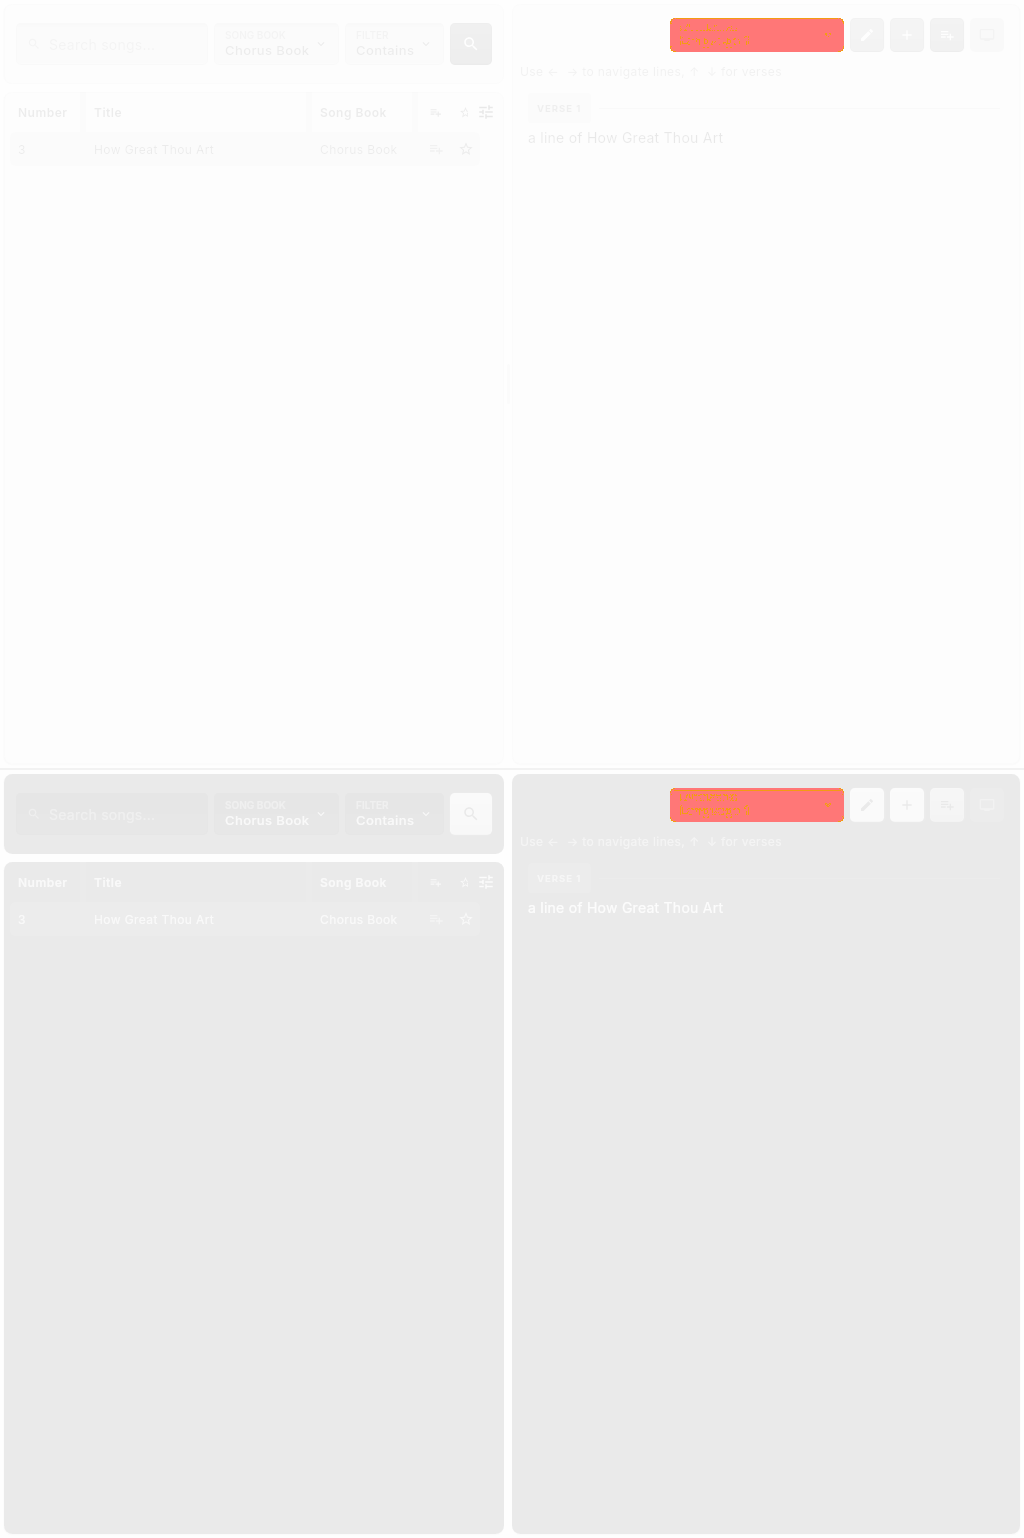 Search songs...
SONG BOOK
Chorus Book
FILTER
Contains
Use ← → to navigate lines, ↑ ↓ for verses
Number Title Song Book
3 How Great Thou Art Chorus Book
VERSE 1
a line of How Great Thou Art
Search songs...
SONG BOOK
Chorus Book
FILTER
Contains
Use ← → to navigate lines, ↑ ↓ for verses
Number Title Song Book
3 How Great Thou Art Chorus Book
VERSE 1
a line of How Great Thou Art